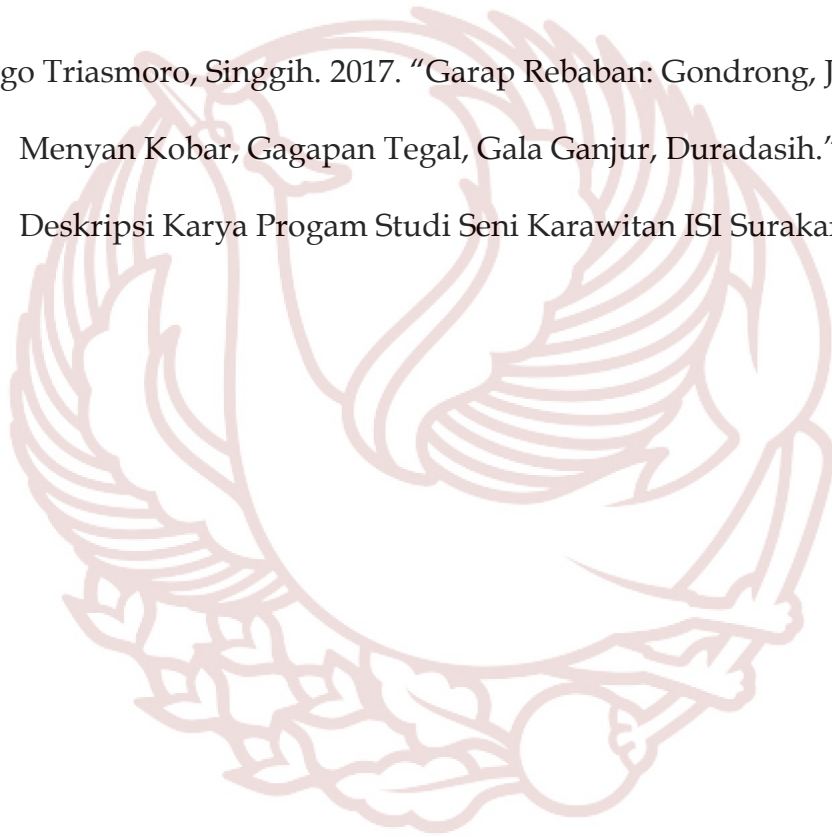 go Triasmoro, Singgih. 2017. “Garap Rebaban: Gondrong, J
Menyan Kobar, Gagapan Tegal, Gala Ganjur, Duradasih.”
Deskripsi Karya Progam Studi Seni Karawitan ISI Suraka